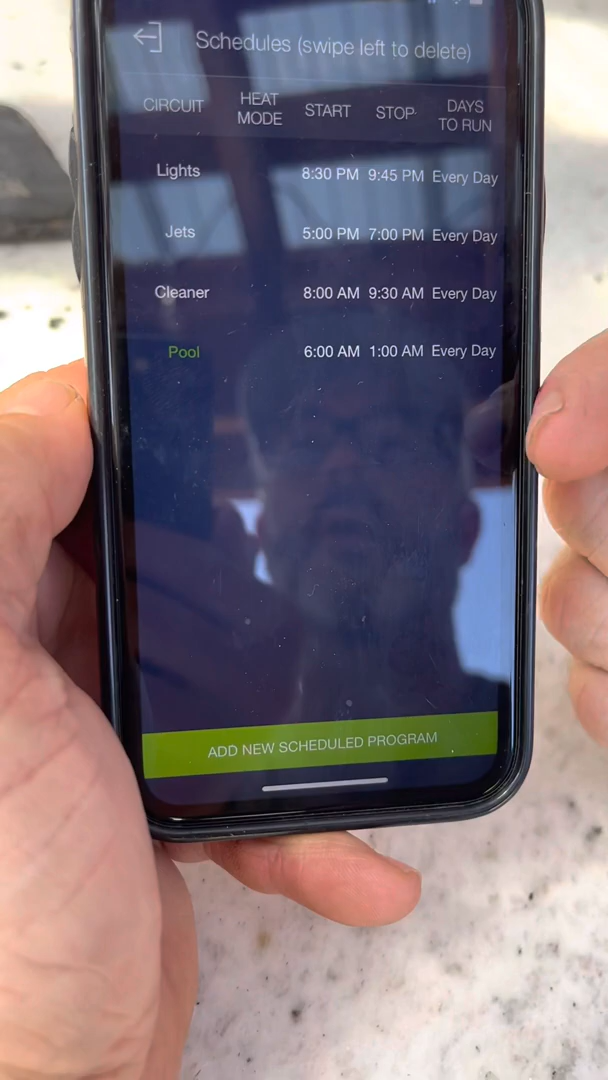 Schedules (swipe left to delete)
CIRCUIT HEAT MODE START STOP DAYS TO RUN
Lights 8:30 PM 9:45 PM Every Day
Jets 5:00 PM 7:00 PM Every Day
Cleaner 8:00 AM 9:30 AM Every Day
Pool 6:00 AM 1:00 AM Every Day
ADD NEW SCHEDULED PROGRAM